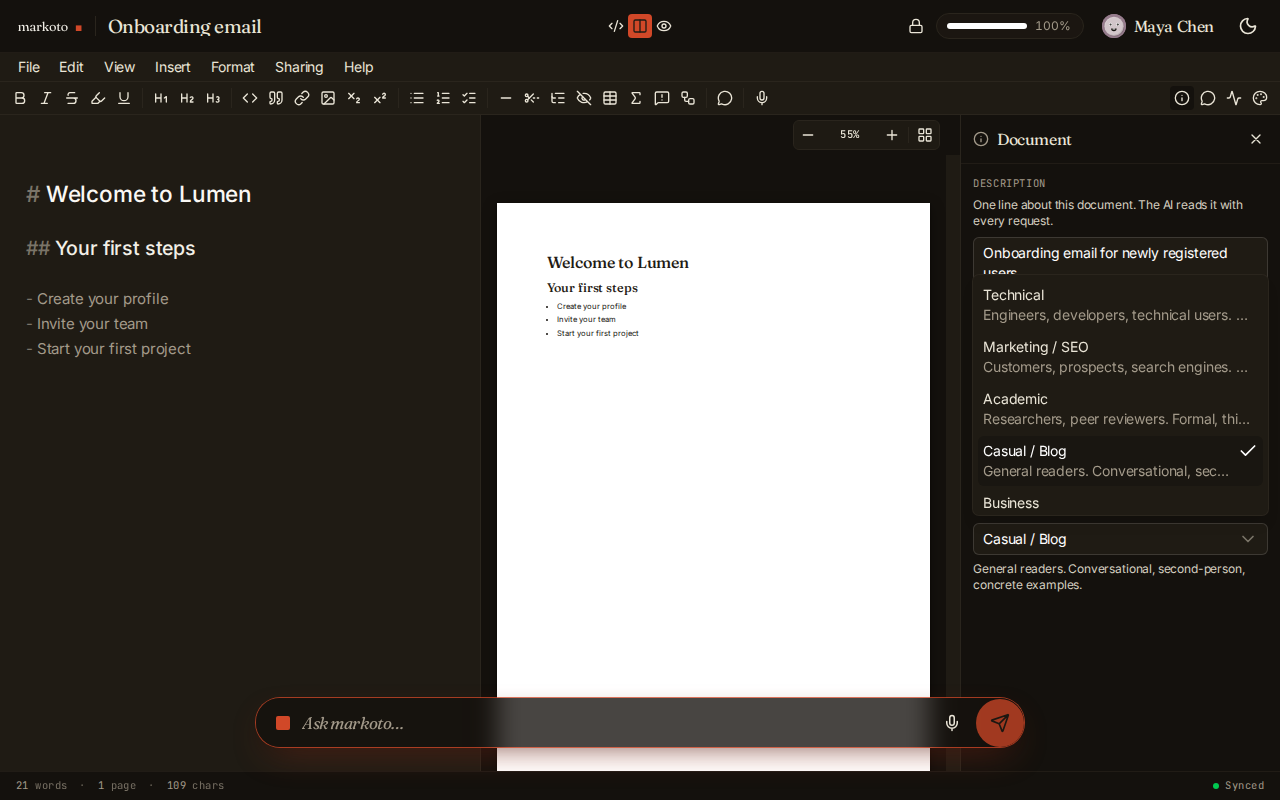 markoto
Onboarding email
100%
Maya Chen
File Edit View Insert Format Sharing Help
H1 H2 H3
55%
# Welcome to Lumen
## Your first steps
- Create your profile
- Invite your team
- Start your first project
Welcome to Lumen
Your first steps
• Create your profile
• Invite your team
• Start your first project
Document
DESCRIPTION
One line about this document. The AI reads it with
every request.
Onboarding email for newly registered
users
Technical
Engineers, developers, technical users. ...
Marketing / SEO
Customers, prospects, search engines. ...
Academic
Researchers, peer reviewers. Formal, thi...
Casual / Blog
General readers. Conversational, sec...
Business
Casual / Blog
General readers. Conversational, second-person,
concrete examples.
Ask markoto...
21 words · 1 page · 109 chars
Synced